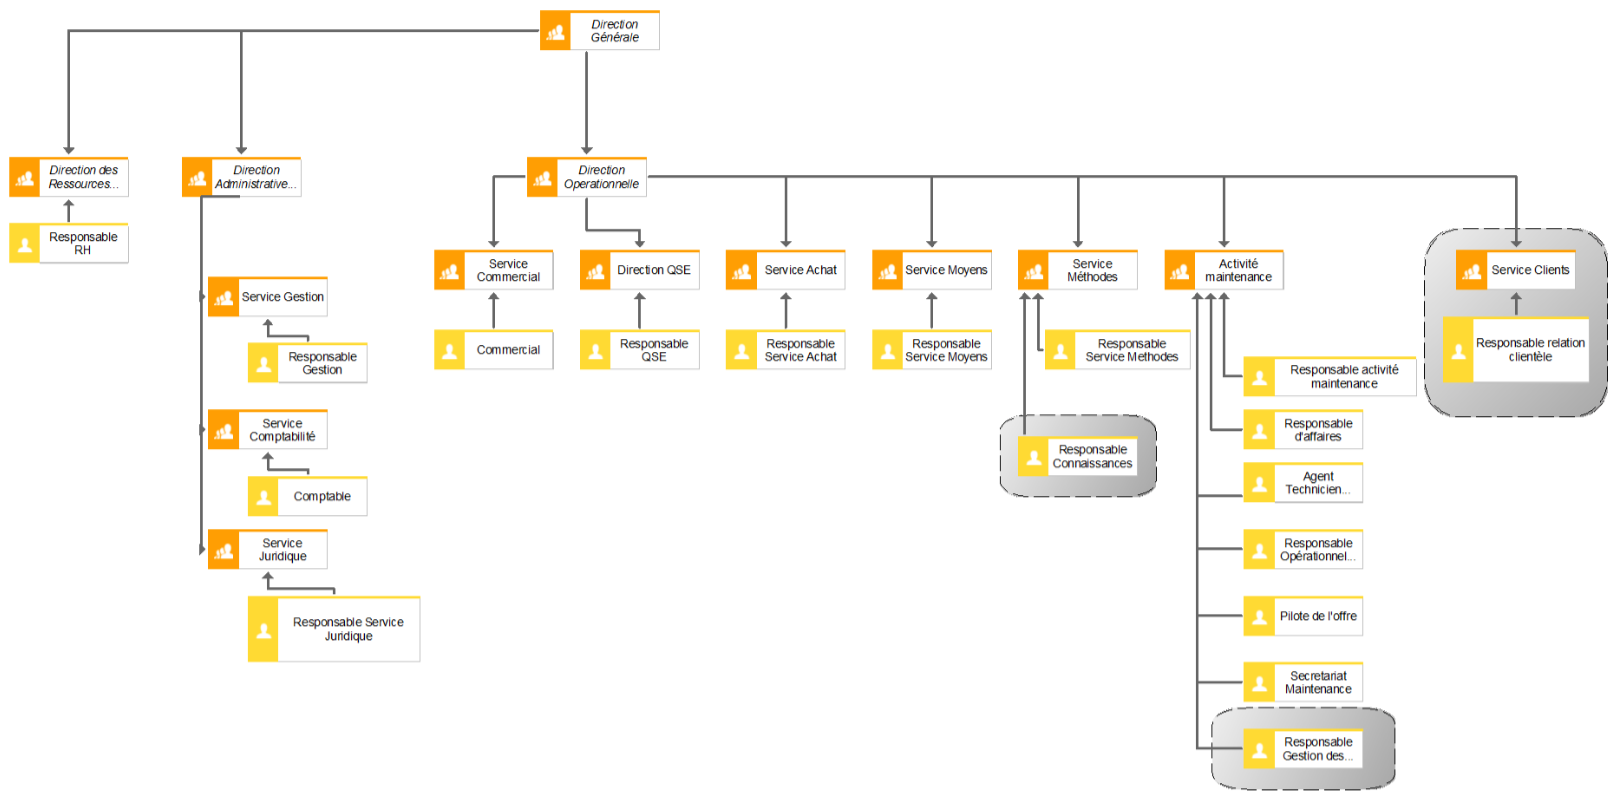 Direction
Générale
Direction des
Ressources...
Direction
Administrative...
Direction
Operationnelle
Responsable
RH
Service
Commercial
Direction QSE
Service Achat
Service Moyens
Service
Méthodes
Activité
maintenance
Service Clients
Service Gestion
Responsable
Gestion
Commercial
Responsable
QSE
Responsable
Service Achat
Responsable
Service Moyens
Responsable
Service Methodes
Responsable relation
clientèle
Responsable activité
maintenance
Service
Comptabilité
Responsable
d'affaires
Responsable
Connaissances
Comptable
Agent
Technicien...
Service
Juridique
Responsable
Opérationnel...
Responsable Service
Juridique
Pilote de l'offre
Secretariat
Maintenance
Responsable
Gestion des...